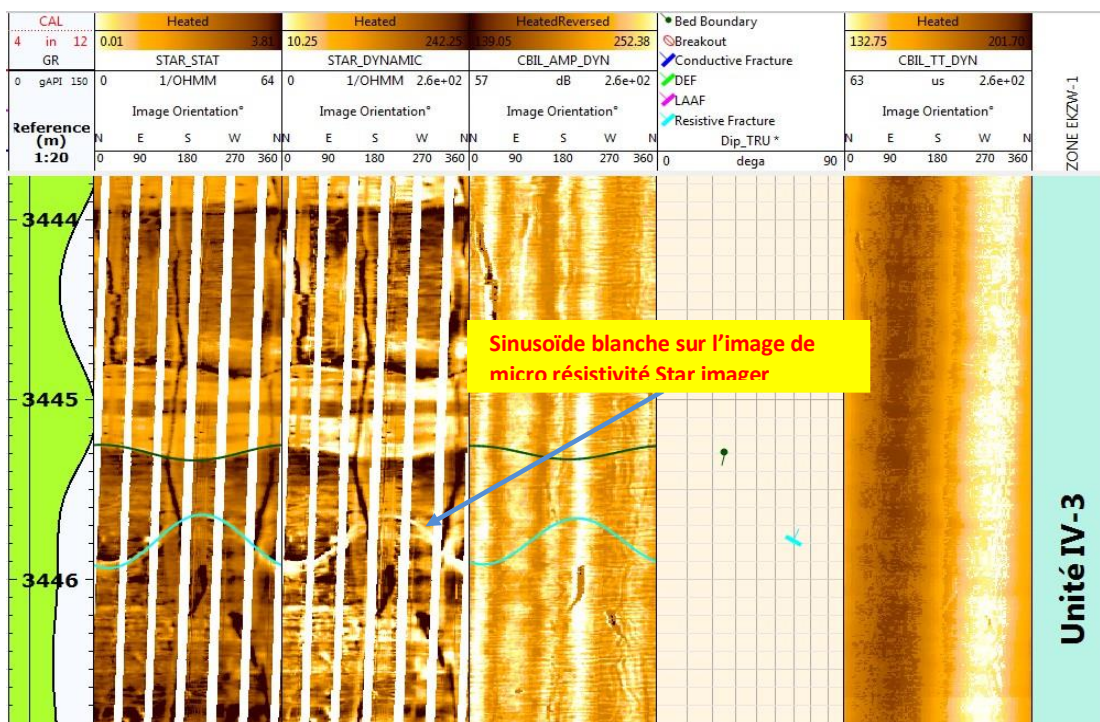 CAL
4 in 12
GR
0 gAPI 150
Reference
(m)
1:20
Heated
0.01 3.81
STAR_STAT
0 1/OHMM 64
Image Orientation°
N E S W N
0 90 180 270 360
Heated
10.25 242.25
STAR_DYNAMIC
0 1/OHMM 2.6e+02
Image Orientation°
N E S W N
0 90 180 270 360
HeatedReversed
139.05 252.38
CBIL_AMP_DYN
57 dB 2.6e+02
Image Orientation°
N E S W N
0 90 180 270 360
Bed Boundary
Breakout
Conductive Fracture
DEF
LAAF
Resistive Fracture
Dip_TRU *
0 dega 90
Heated
132.75 201.70
CBIL_TT_DYN
63 us 2.6e+02
Image Orientation°
N E S W N
0 90 180 270 360
ZONE EKZW-1
3444
Sinusoïde blanche sur l'image de
micro résistivité Star imager
3445
3446
Unité IV-3